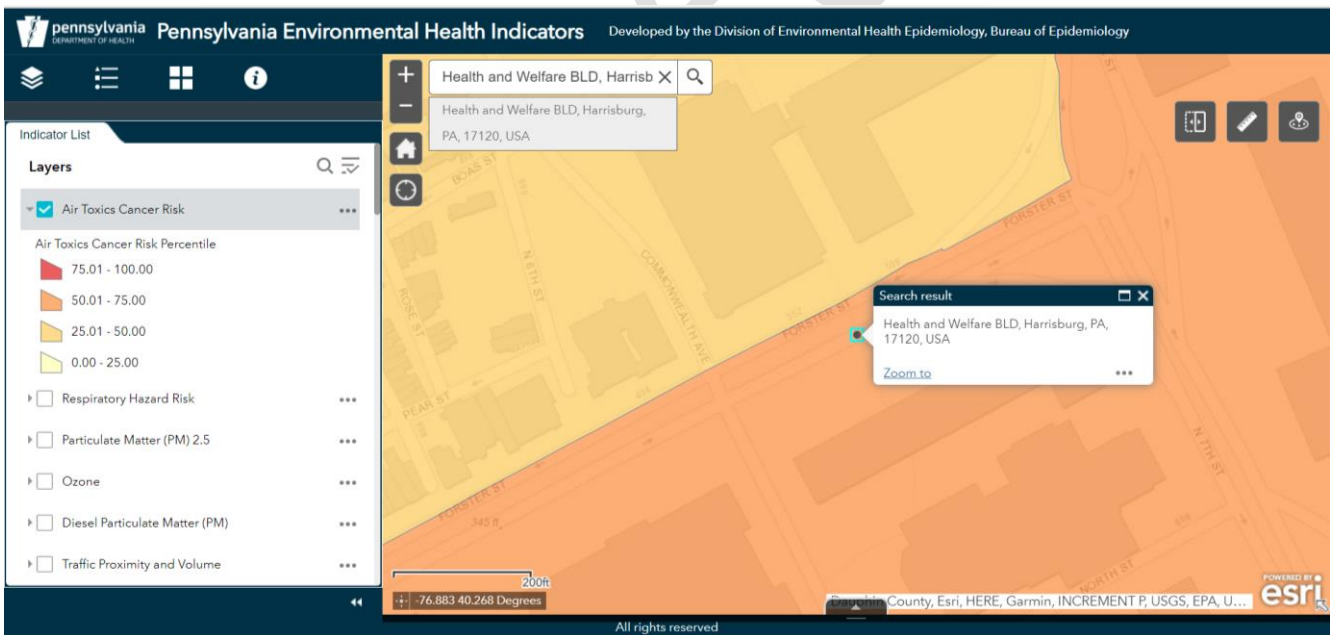 pennsylvania
DEPARTMENT OF HEALTH
Pennsylvania Environmental Health Indicators
Developed by the Division of Environmental Health Epidemiology, Bureau of Epidemiology
Health and Welfare BLD, Harrisb
Health and Welfare BLD, Harrisburg,
PA, 17120, USA
Indicator List
Layers
Air Toxics Cancer Risk
Air Toxics Cancer Risk Percentile
75.01 - 100.00
50.01 - 75.00
25.01 - 50.00
0.00 - 25.00
Respiratory Hazard Risk
Particulate Matter (PM) 2.5
Ozone
Diesel Particulate Matter (PM)
Traffic Proximity and Volume
BOAS ST
N 6TH ST
COMMONWEALTH AVE
ROSE ST
PEAR ST
FORSTER ST
FORSTER ST
FORSTER ST
345 ft
N 7TH ST
NORTH ST
ST
Search result
Health and Welfare BLD, Harrisburg, PA,
17120, USA
Zoom to
200ft
-76.883 40.268 Degrees
Dauphin County, Esri, HERE, Garmin, INCREMENT P, USGS, EPA, U...
POWERED BY
esri
All rights reserved